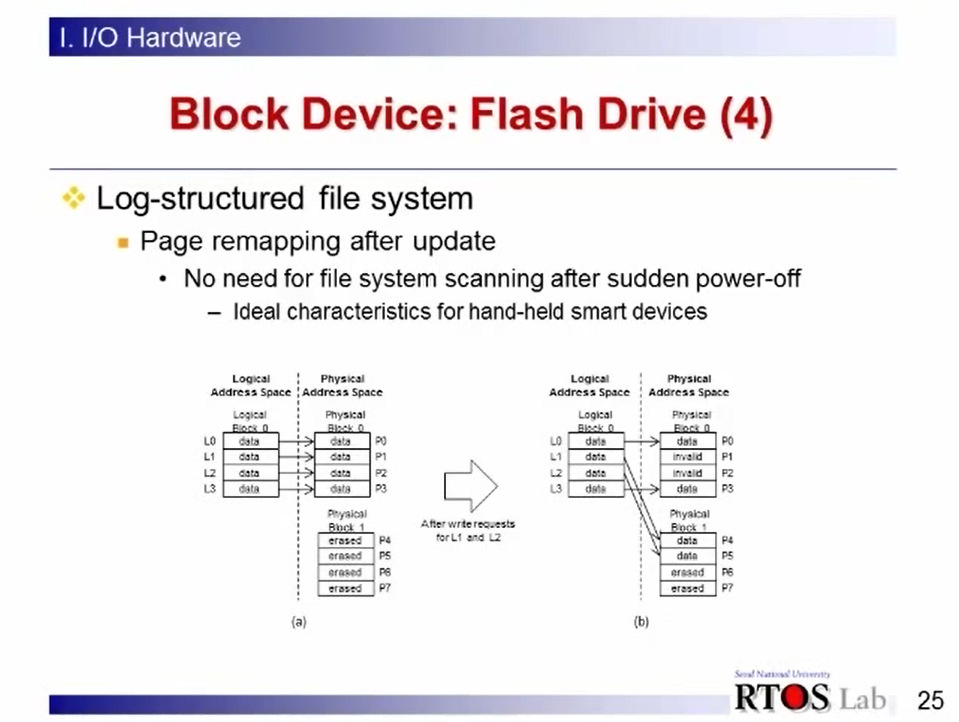 I. I/O Hardware
Block Device: Flash Drive (4)
Log-structured file system
Page remapping after update
• No need for file system scanning after sudden power-off
– Ideal characteristics for hand-held smart devices
Logical Address Space
Physical Address Space
Logical Block 0
Physical Block 0
L0 data data P0
L1 data data P1
L2 data data P2
L3 data data P3
Physical Block 1
erased P4
erased P5
erased P6
erased P7
(a)
After write requests
for L1 and L2
Logical Address Space
Physical Address Space
Logical Block 0
Physical Block 0
L0 data data P0
L1 data invalid P1
L2 data invalid P2
L3 data data P3
Physical Block 1
data P4
data P5
erased P6
erased P7
(b)
Seoul National University
RTOS Lab
25